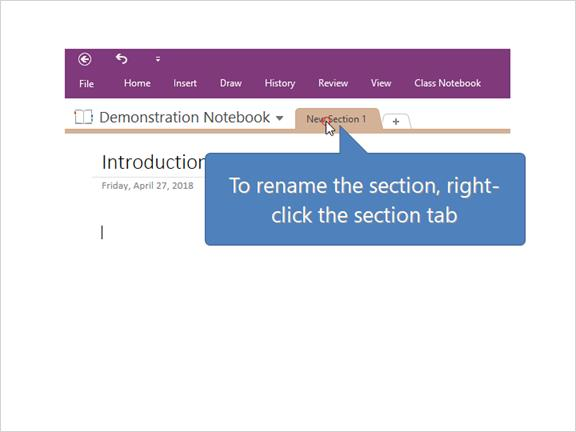 File Home Insert Draw History Review View Class Notebook
Demonstration Notebook New Section 1 +
Introduction
Friday, April 27, 2018
To rename the section, right-
click the section tab